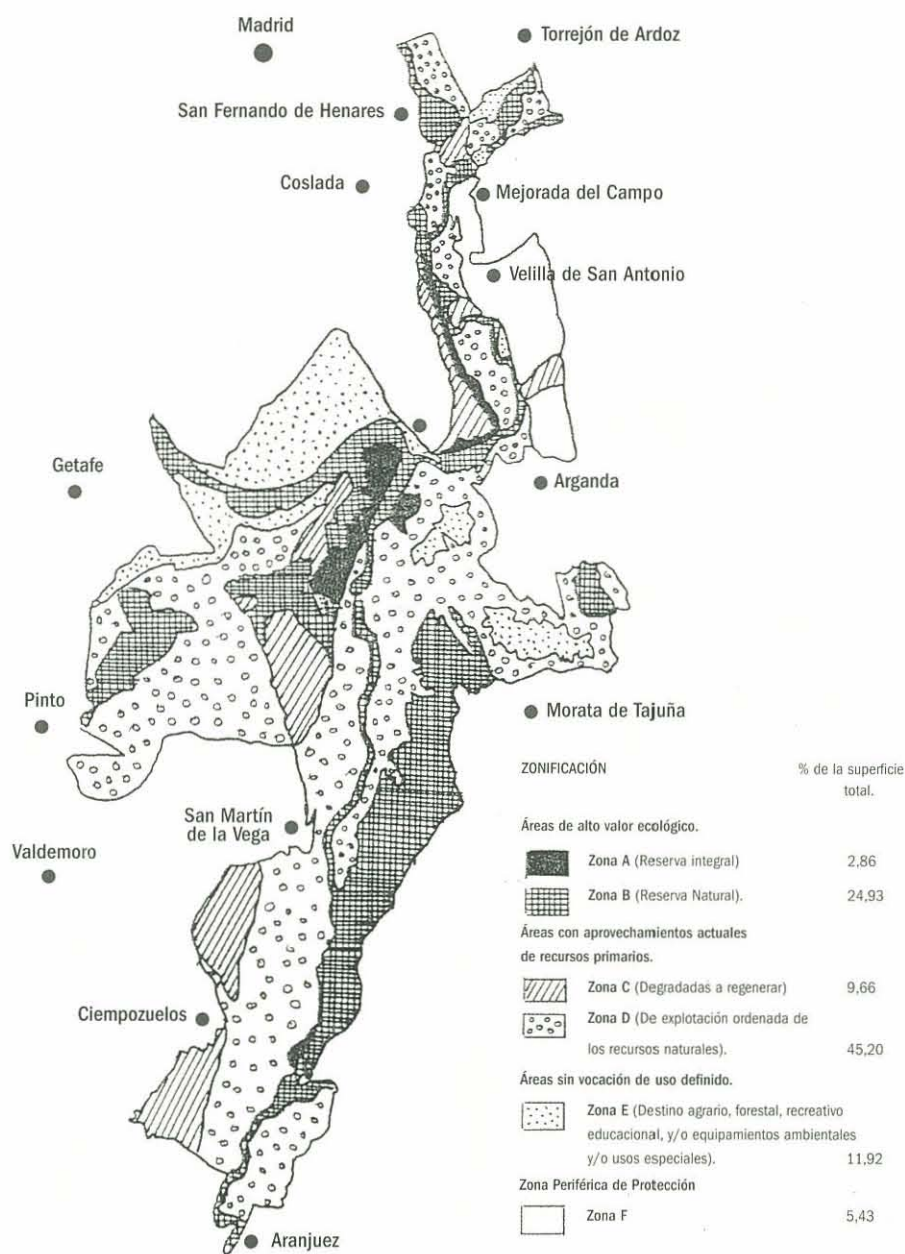 Madrid
Torrejón de Ardoz
San Fernando de Henares
Coslada
Mejorada del Campo
Velilla de San Antonio
Getafe
Arganda
Pinto
Morata de Tajuña
ZONIFICACIÓN
% de la superficie
total.
San Martín
de la Vega
Valdemoro
Áreas de alto valor ecológico.
Zona A (Reserva integral) 2,86
Zona B (Reserva Natural). 24,93
Áreas con aprovechamientos actuales
de recursos primarios.
Zona C (Degradadas a regenerar) 9,66
Ciempozuelos
Zona D (De explotación ordenada de
los recursos naturales). 45,20
Áreas sin vocación de uso definido.
Zona E (Destino agrario, forestal, recreativo
educacional, y/o equipamientos ambientales
y/o usos especiales). 11,92
Zona Periférica de Protección
Zona F 5,43
Aranjuez